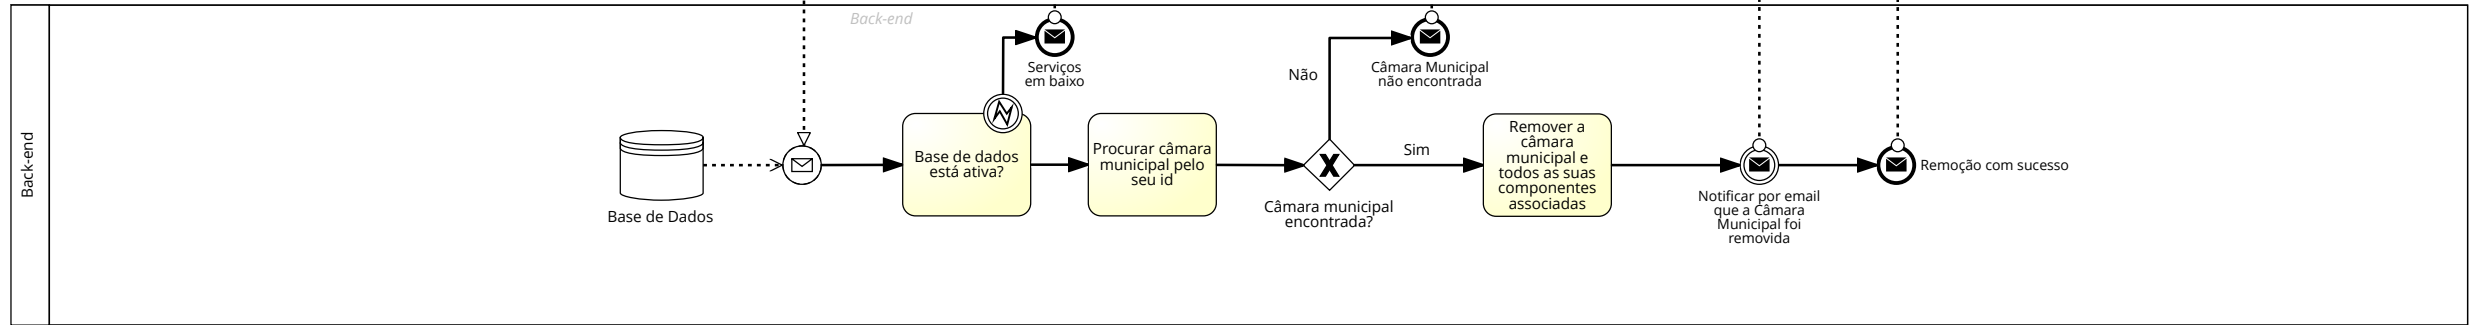 Back-end
Back-end
Serviços
em baixo
Não
Câmara Municipal
não encontrada
Base de Dados
Base de dados
está ativa?
Procurar câmara
municipal pelo
seu id
Câmara municipal
encontrada?
Sim
Remover a
câmara
municipal e
todos as suas
componentes
associadas
Notificar por email
que a Câmara
Municipal foi
removida
Remoção com sucesso